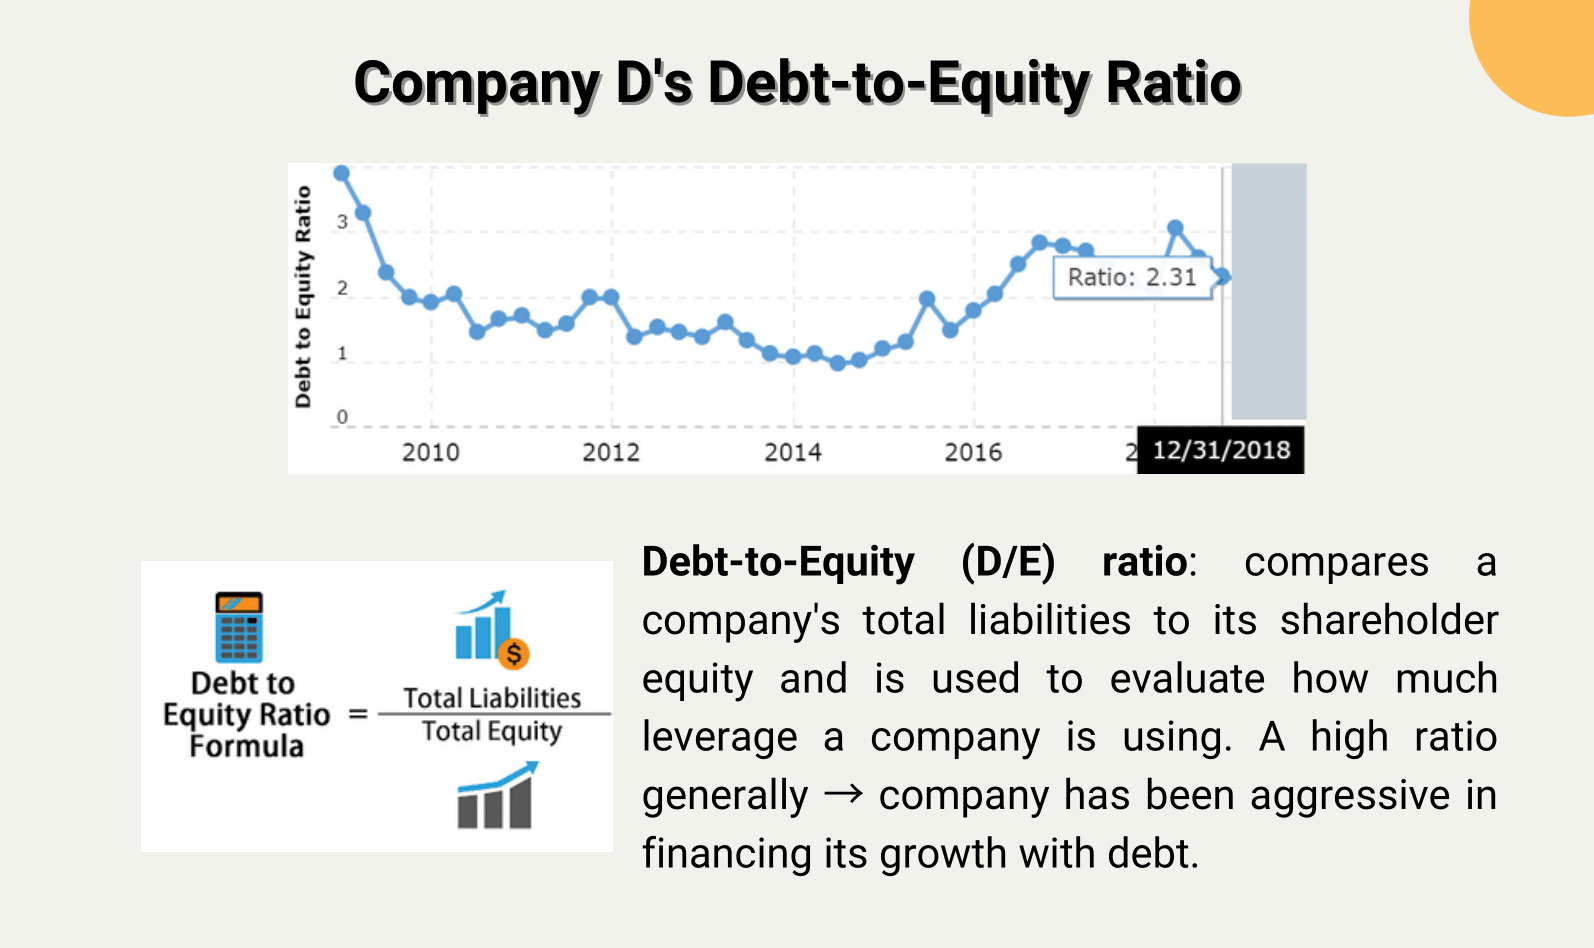 Company D's Debt-to-Equity Ratio
Debt to Equity Ratio
3
2
1
0
Ratio: 2.31
2010
2012
2014
2016
2
12/31/2018
Debt to
Equity Ratio
Formula
=
Total Liabilities
Total Equity
$
Debt-to-Equity (D/E) ratio: compares a
company's total liabilities to its shareholder
equity and is used to evaluate how much
leverage a company is using. A high ratio
generally → company has been aggressive in
financing its growth with debt.